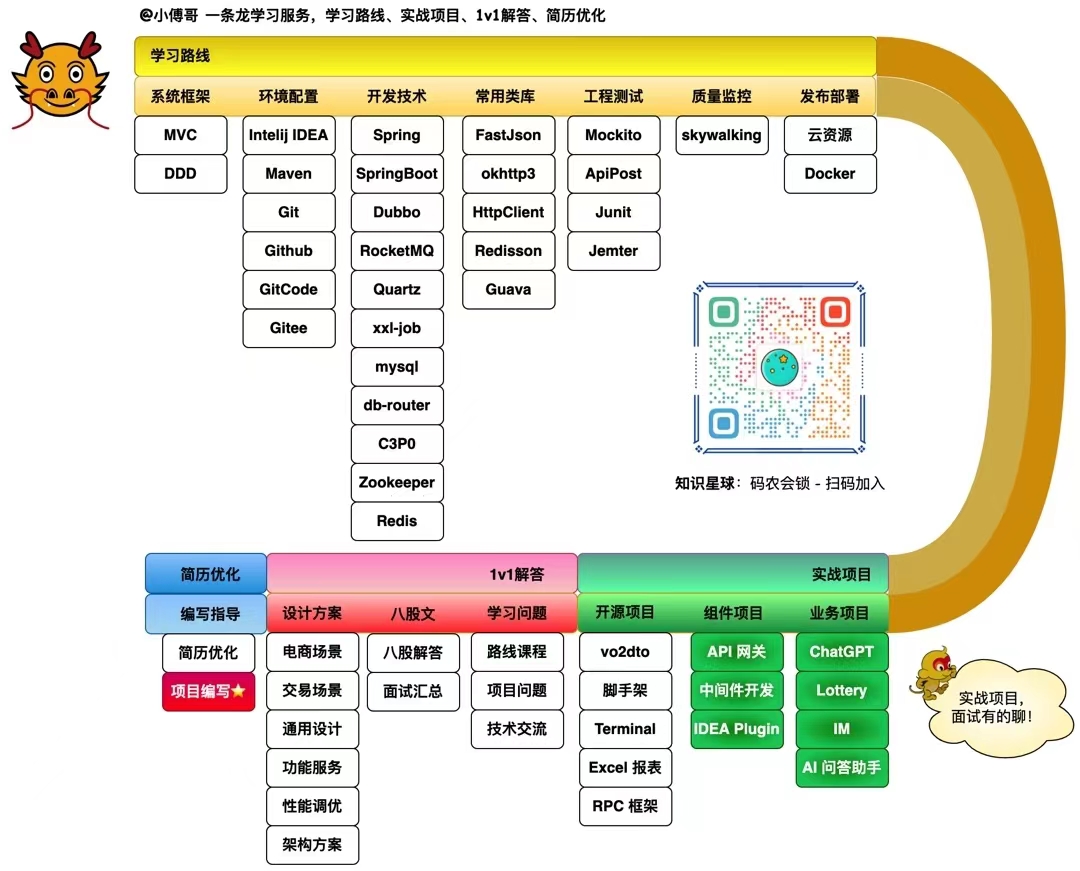 @小傅哥 一条龙学习服务，学习路线、实战项目、1v1解答、简历优化
学习路线
系统框架 环境配置 开发技术 常用类库 工程测试 质量监控 发布部署
MVC Intelij IDEA Spring FastJson Mockito skywalking 云资源
DDD Maven SpringBoot okhttp3 ApiPost Docker
Git Dubbo HttpClient Junit
Github RocketMQ Redisson Jemter
GitCode Quartz Guava
Gitee xxl-job
mysql
db-router
C3P0
Zookeeper
Redis
知识星球：码农会锁 - 扫码加入
简历优化 1v1解答 实战项目
编写指导 设计方案 八股文 学习问题 开源项目 组件项目 业务项目
简历优化 电商场景 八股解答 路线课程 vo2dto API 网关 ChatGPT
项目编写⭐ 交易场景 面试汇总 项目问题 脚手架 中间件开发 Lottery
通用设计 技术交流 Terminal IDEA Plugin IM
功能服务 Excel 报表 AI 问答助手
性能调优 RPC 框架
架构方案
实战项目，
面试有的聊！